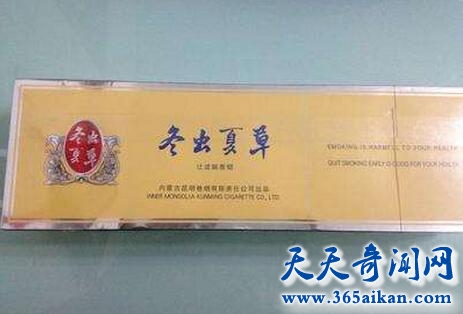 冬虫
夏草
冬虫夏草
过滤嘴香烟
内蒙古昆明卷烟有限责任公司出品
INNER MONGOLIA KUNMING CIGARETTE CO., LTD.
SMOKING IS HARMFUL TO YOUR HEALTH
QUIT SMOKING EARLY IS GOOD FOR YOUR HEALTH
天天奇闻网
www.365aikan.com